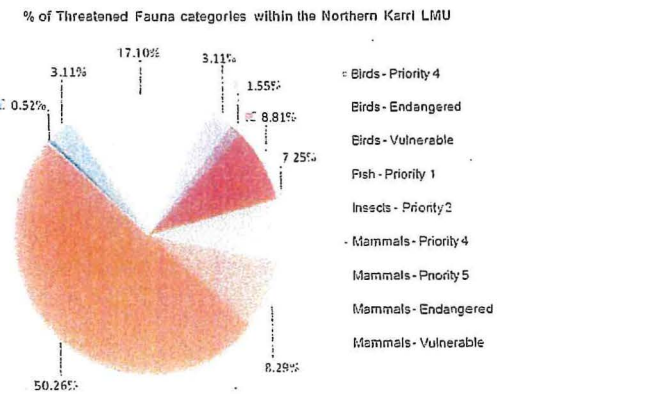 % of Threatened Fauna categories within the Northern Karri LMU
17.10%
3.11%
3.11%
1.55%
0.52%
8.81%
7.25%
8.29%
50.26%
Birds - Priority 4
Birds - Endangered
Birds - Vulnerable
Fish - Priority 1
Insects - Priority 2
Mammals - Priority 4
Mammals - Priority 5
Mammals - Endangered
Mammals - Vulnerable